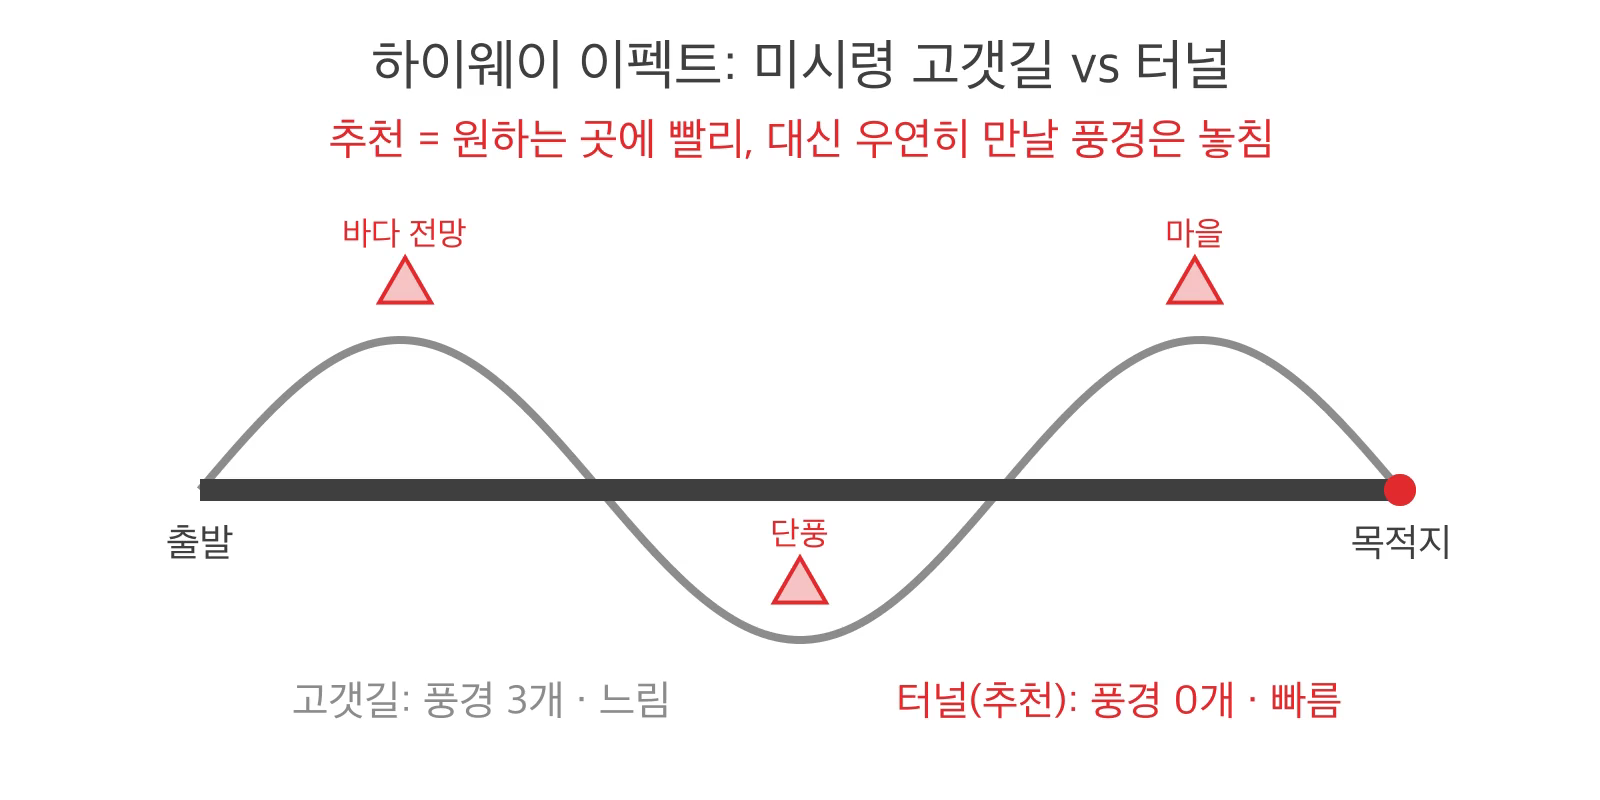 하이웨이 이펙트: 미시령 고갯길 vs 터널
추천 = 원하는 곳에 빨리, 대신 우연히 만날 풍경은 놓침
바다 전망
마을
단풍
출발
목적지
고갯길: 풍경 3개 · 느림
터널(추천): 풍경 0개 · 빠름